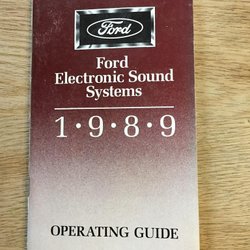 Ford
Ford
Electronic Sound
Systems
1·9·8·9
OPERATING GUIDE